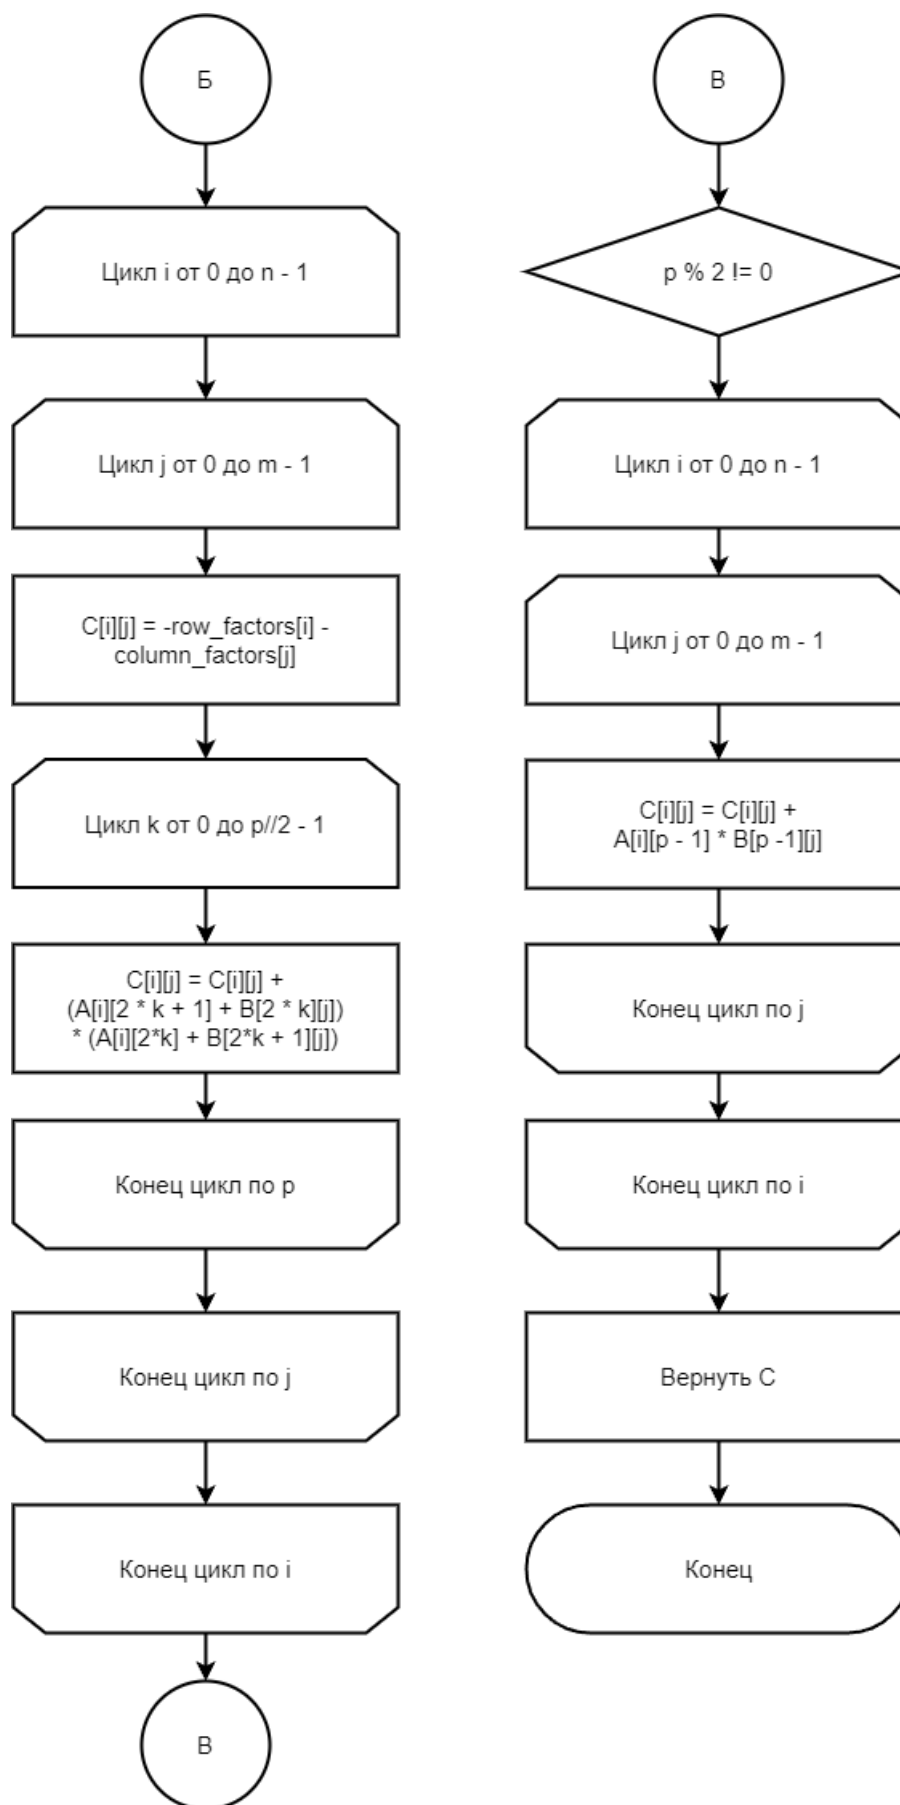 Б
Цикл i от 0 до n - 1
Цикл j от 0 до m - 1
C[i][j] = -row_factors[i] -
column_factors[j]
Цикл k от 0 до p//2 - 1
C[i][j] = C[i][j] +
(A[i][2 * k + 1] + B[2 * k][j])
* (A[i][2*k] + B[2*k + 1][j])
Конец цикл по p
Конец цикл по j
Конец цикл по i
В
В
p % 2 != 0
Цикл i от 0 до n - 1
Цикл j от 0 до m - 1
C[i][j] = C[i][j] +
A[i][p - 1] * B[p -1][j]
Конец цикл по j
Конец цикл по i
Вернуть C
Конец